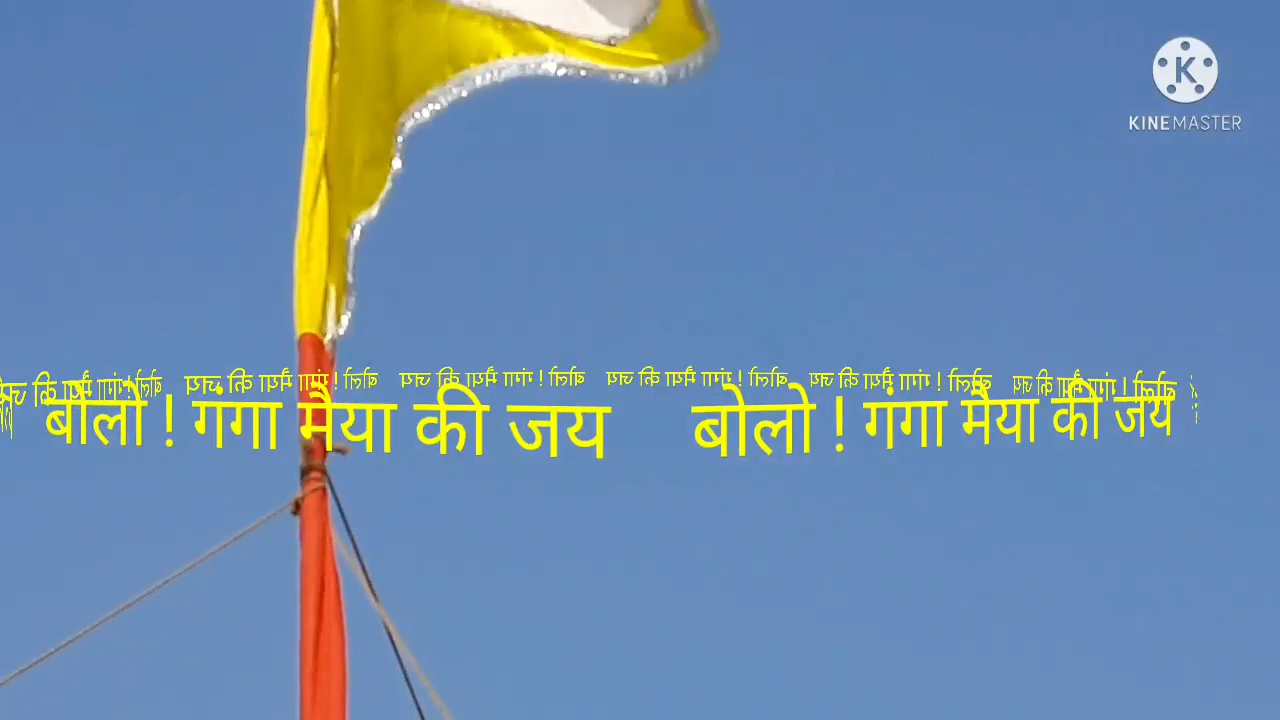 KINEMASTER
बोलो ! गंगा मैया की जय बोलो ! गंगा मैया की जय